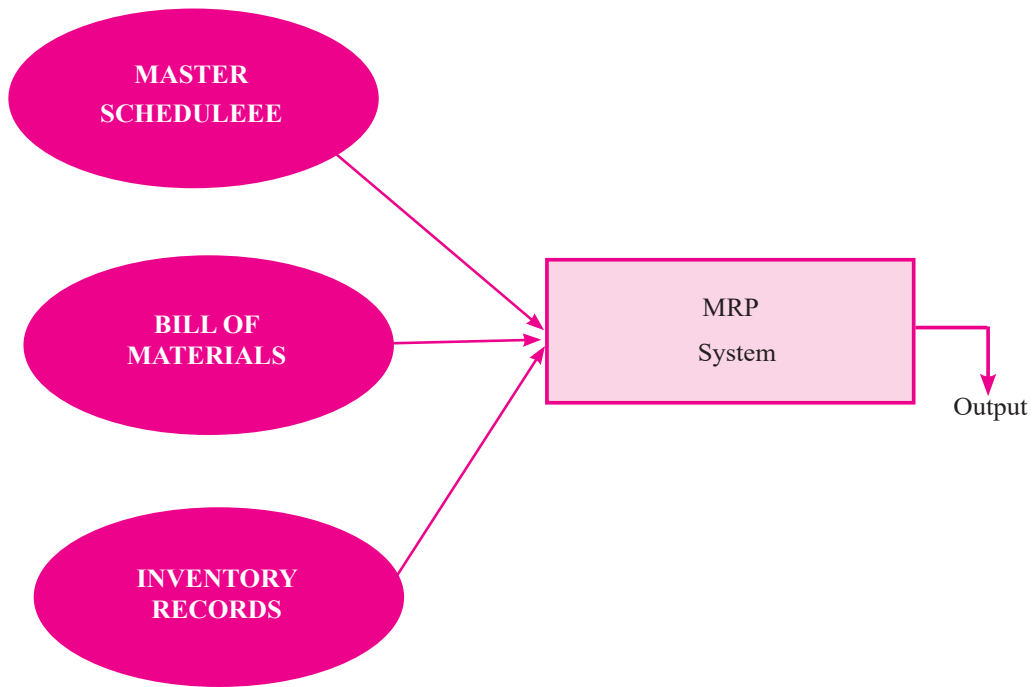 MASTER
SCHEDULEEE
BILL OF
MATERIALS
INVENTORY
RECORDS
MRP
System
Output